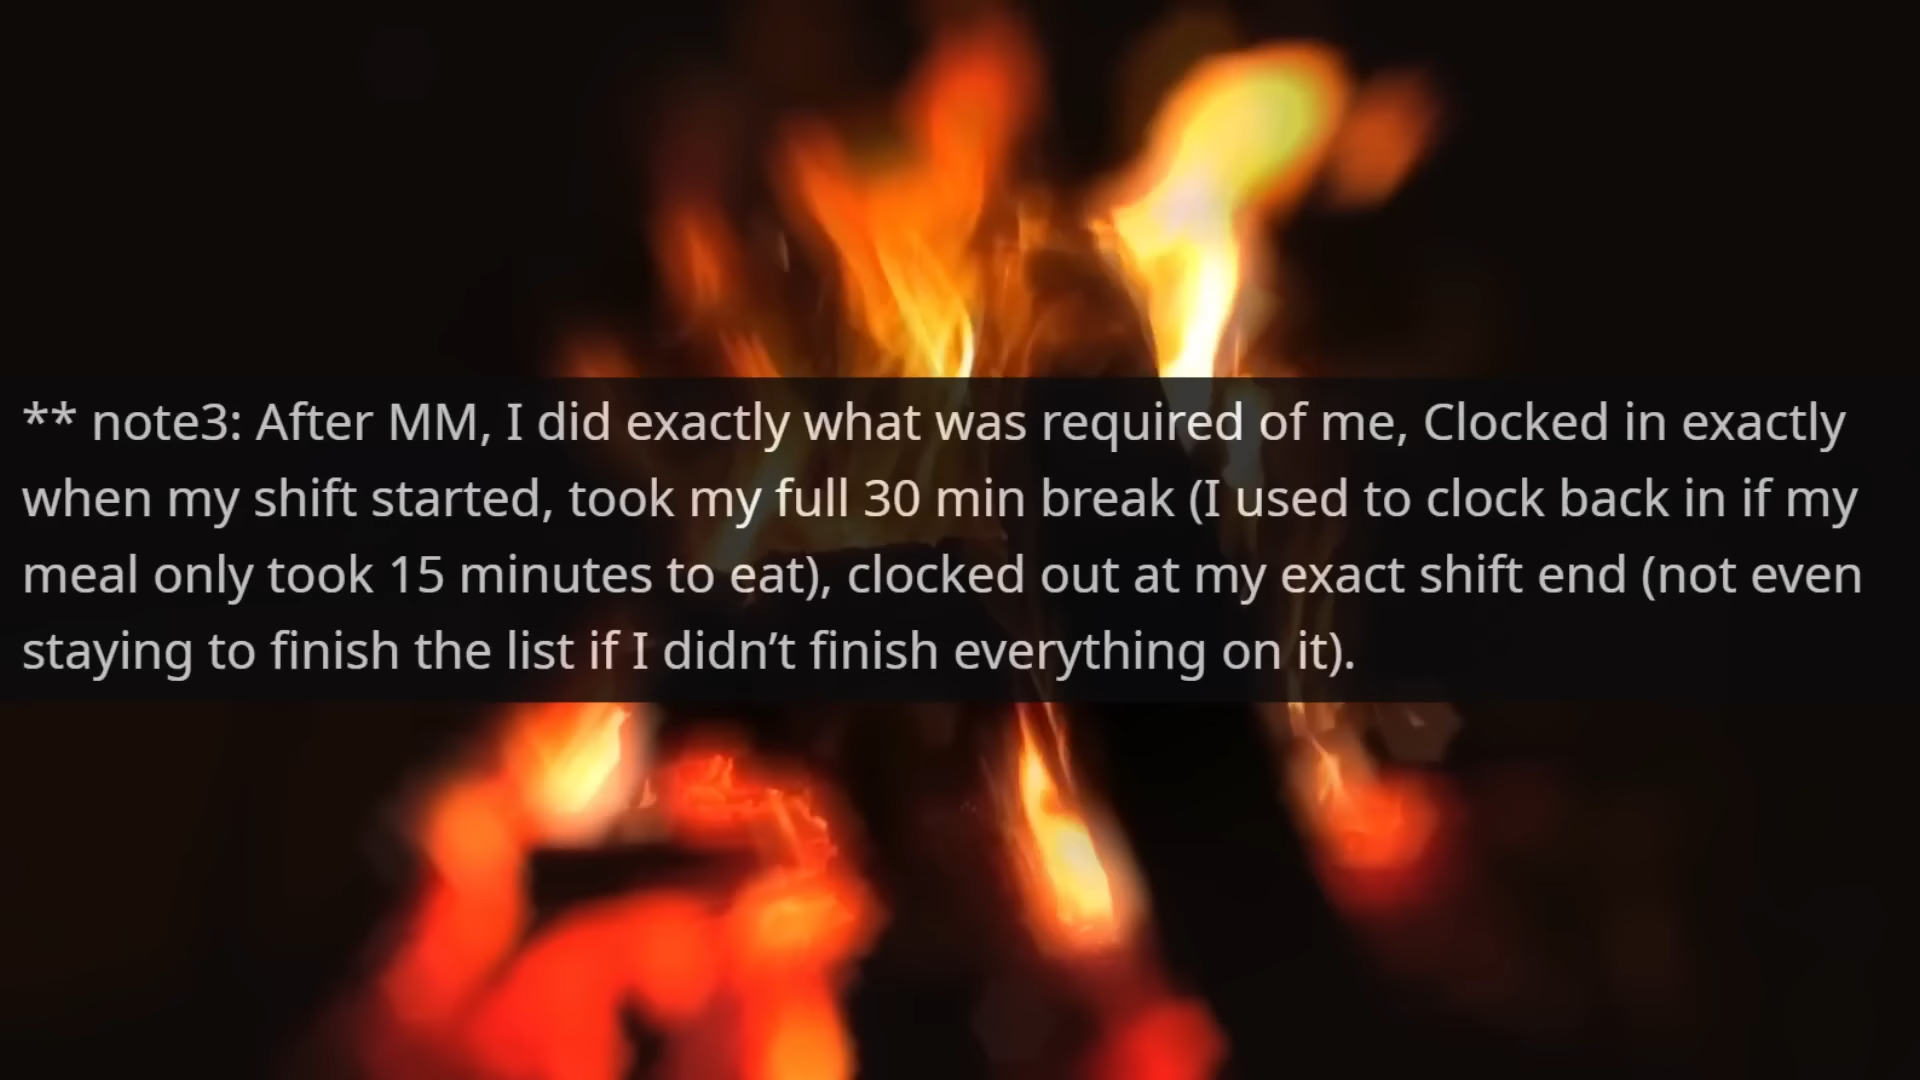 ** note3: After MM, I did exactly what was required of me, Clocked in exactly
when my shift started, took my full 30 min break (I used to clock back in if my
meal only took 15 minutes to eat), clocked out at my exact shift end (not even
staying to finish the list if I didn’t finish everything on it).